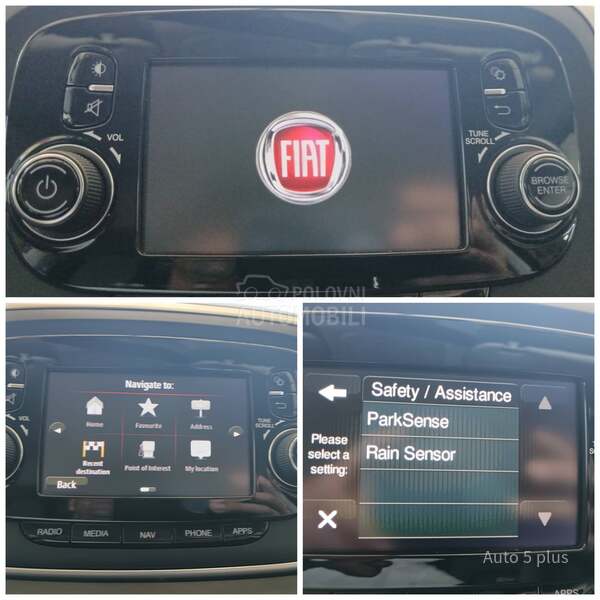 VOL
TUNE
SCROLL
FIAT
BROWSE
ENTER
POLOVNI
AUTOMOBILI
Navigate to:
Home
Favourite
Address
Recent
destination
Point of Interest
My location
Back
VOL
TUNE
SCROLL
RADIO
MEDIA
NAV
PHONE
APPS
Safety / Assistance
ParkSense
Rain Sensor
Please
select a
setting:
Auto 5 plus
APPS